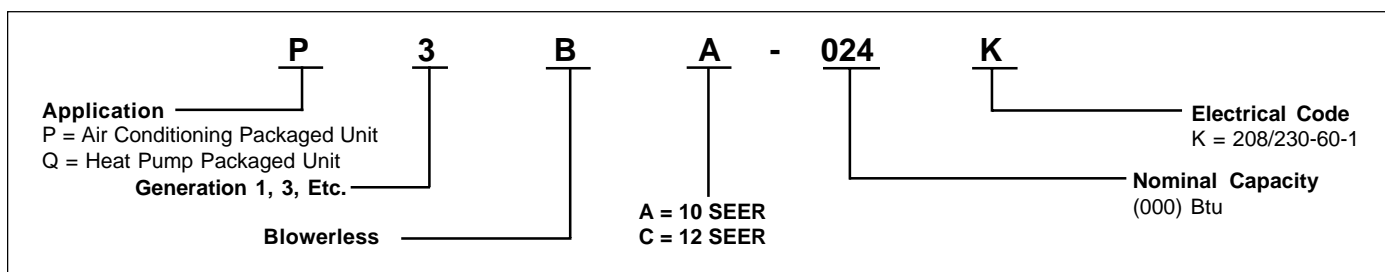 P 3 B A - 024 K
Application
P = Air Conditioning Packaged Unit
Q = Heat Pump Packaged Unit
Generation 1, 3, Etc.
Blowerless
A = 10 SEER
C = 12 SEER
Electrical Code
K = 208/230-60-1
Nominal Capacity
(000) Btu